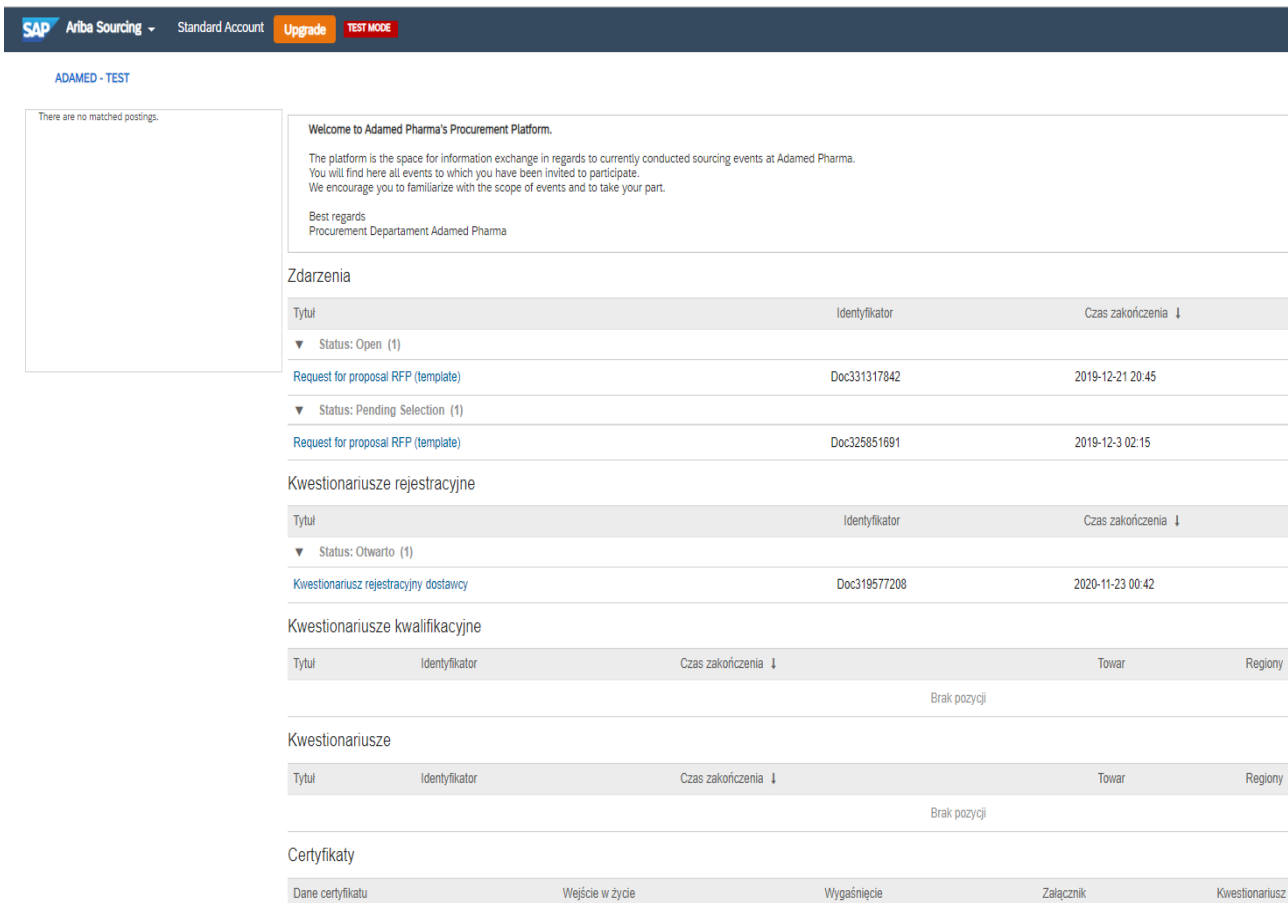 SAP Ariba Sourcing Standard Account Upgrade TEST MODE
ADAMED - TEST
There are no matched postings.
Welcome to Adamed Pharma's Procurement Platform.
The platform is the space for information exchange in regards to currently conducted sourcing events at Adamed Pharma.
You will find here all events to which you have been invited to participate.
We encourage you to familiarize with the scope of events and to take your part.
Best regards
Procurement Departament Adamed Pharma
Zdarzenia
Tytuł Identyfikator Czas zakończenia ↓
▼ Status: Open (1)
Request for proposal RFP (template) Doc331317842 2019-12-21 20:45
▼ Status: Pending Selection (1)
Request for proposal RFP (template) Doc325851691 2019-12-3 02:15
Kwestionariusze rejestracyjne
Tytuł Identyfikator Czas zakończenia ↓
▼ Status: Otwarto (1)
Kwestionariusz rejestracyjny dostawcy Doc319577208 2020-11-23 00:42
Kwestionariusze kwalifikacyjne
Tytuł Identyfikator Czas zakończenia ↓ Towar Regiony
Brak pozycji
Kwestionariusze
Tytuł Identyfikator Czas zakończenia ↓ Towar Regiony
Brak pozycji
Certyfikaty
Dane certyfikatu Wejście w życie Wygaśnięcie Załącznik Kwestionariusz